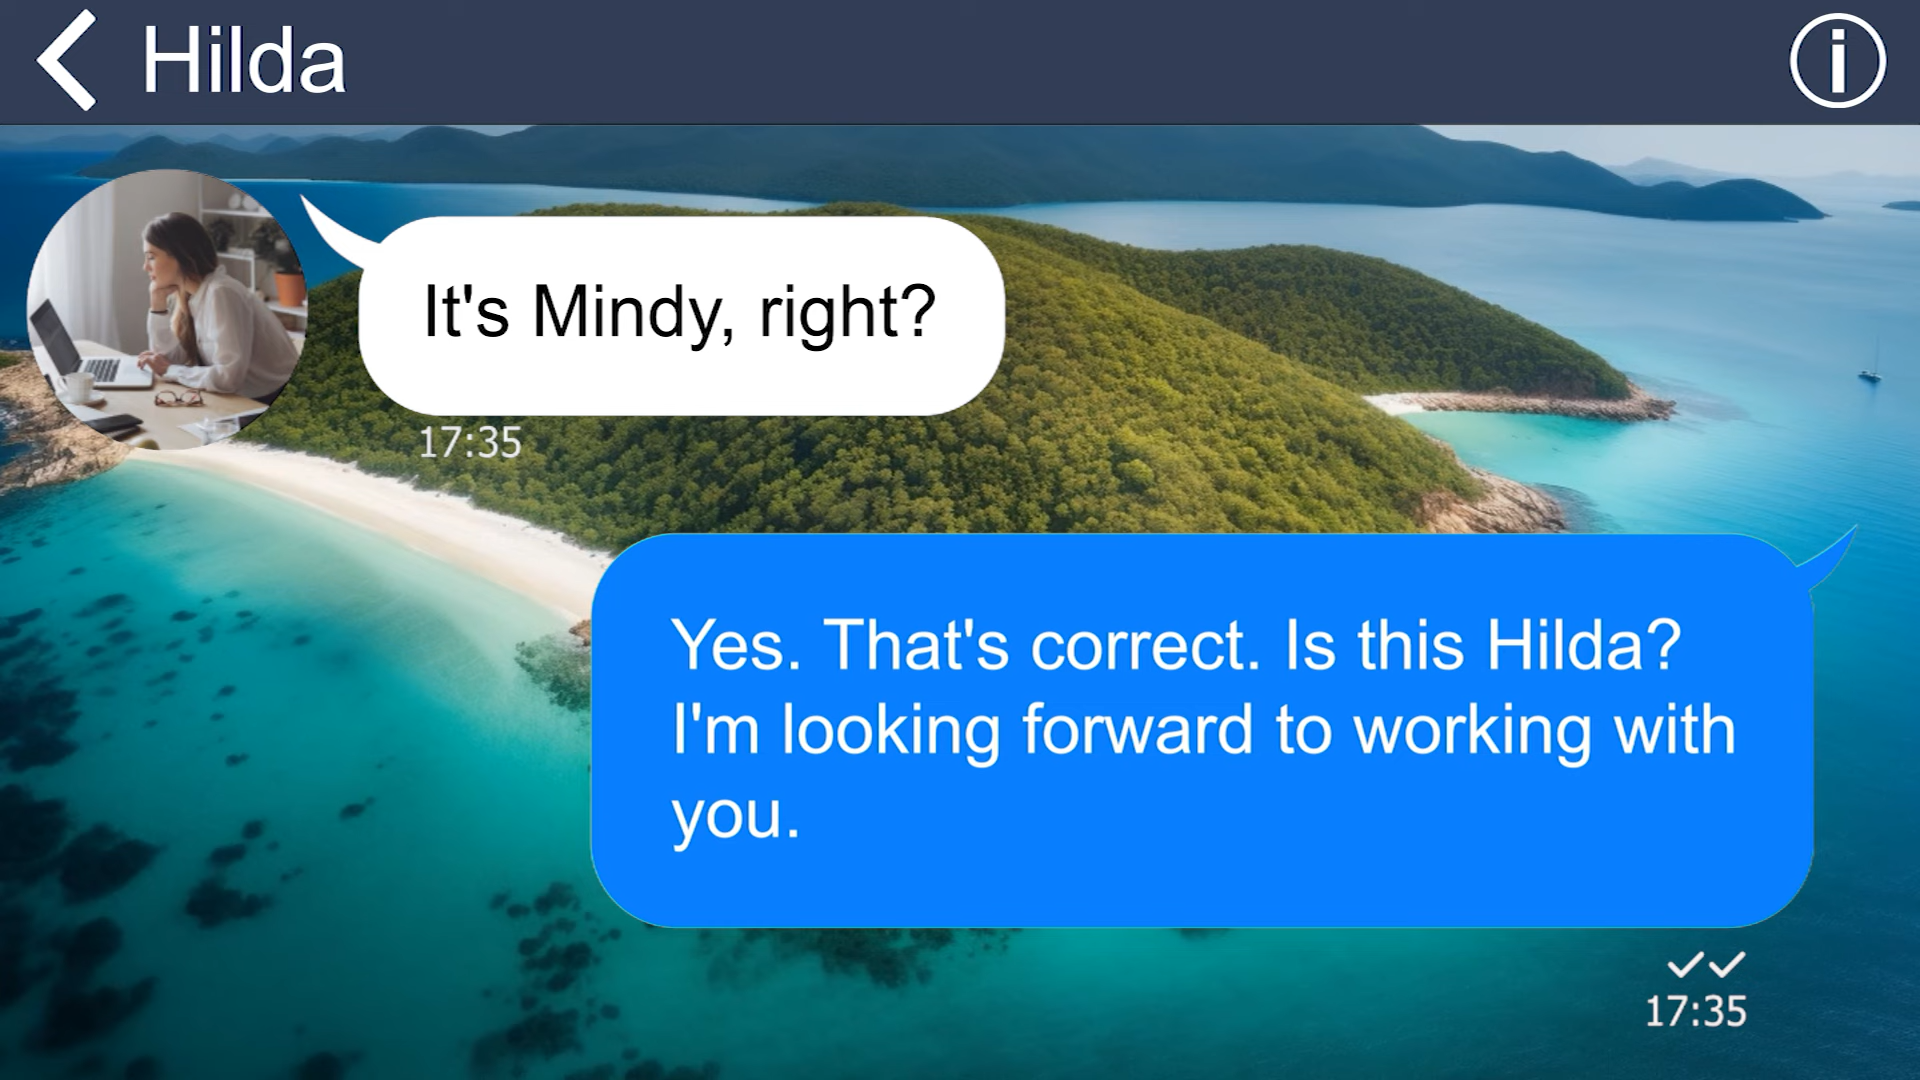 Hilda
It's Mindy, right?
17:35
Yes. That's correct. Is this Hilda?
I'm looking forward to working with
you.
17:35